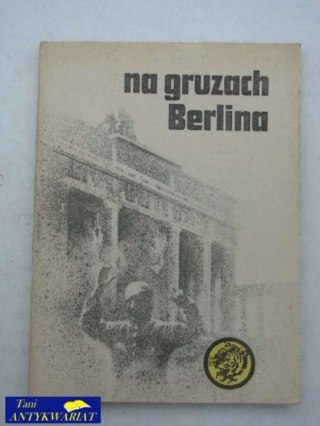 na gruzach
Berlina
Tani
ANTYKWARIAT